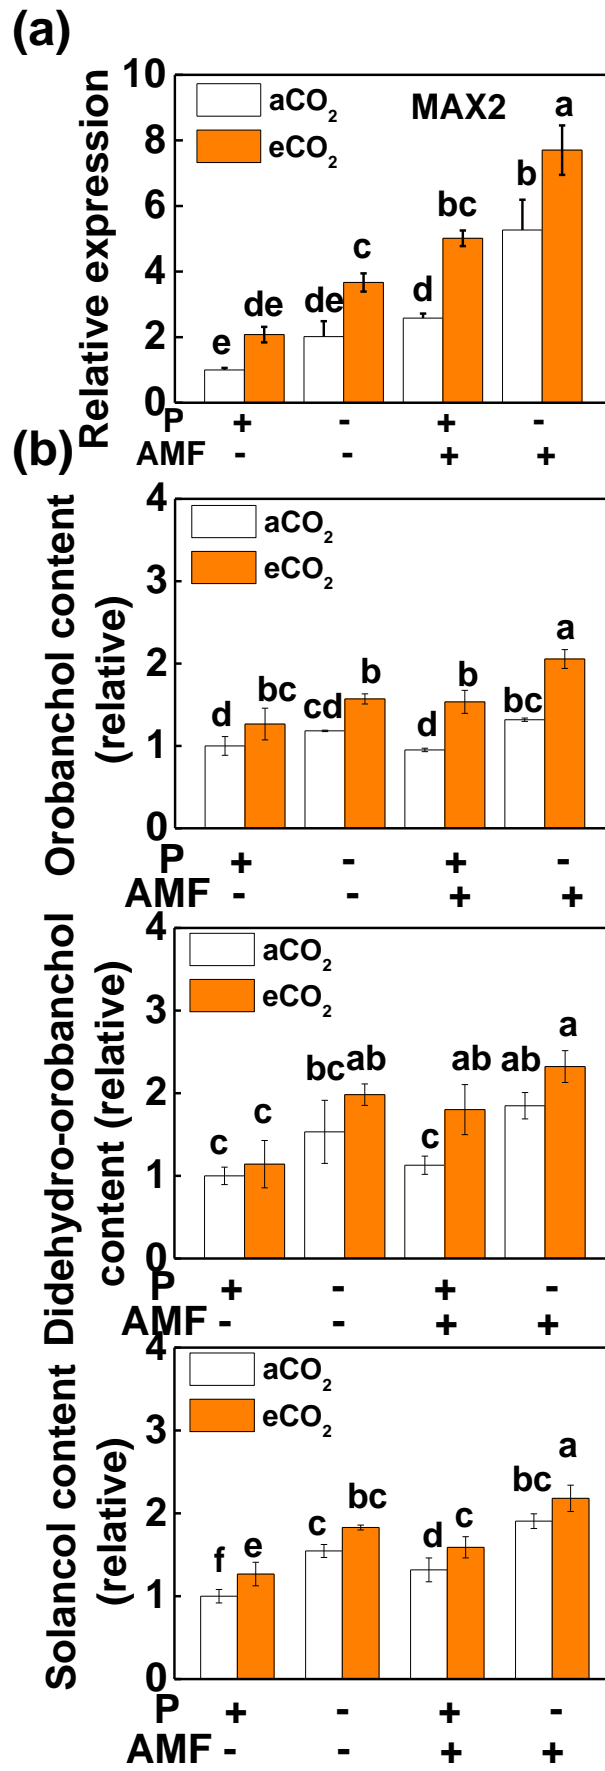 (a)
Relative expression
10
8
6
4
2
0
aCO2
eCO2
MAX2
e
de
de
c
d
bc
b
a
P + - + -
AMF - - + +
(b)
Orobanchol content
(relative)
4
3
2
1
0
aCO2
eCO2
d
bc
cd
b
d
b
bc
a
P + - + -
AMF - - + +
Didehydro-orobanchol
content (relative)
4
3
2
1
0
aCO2
eCO2
c
c
bc
ab
c
ab
ab
a
P + - + -
AMF - - + +
Solancol content
(relative)
4
3
2
1
0
aCO2
eCO2
f
e
c
bc
d
c
bc
a
P + - + -
AMF - - + +